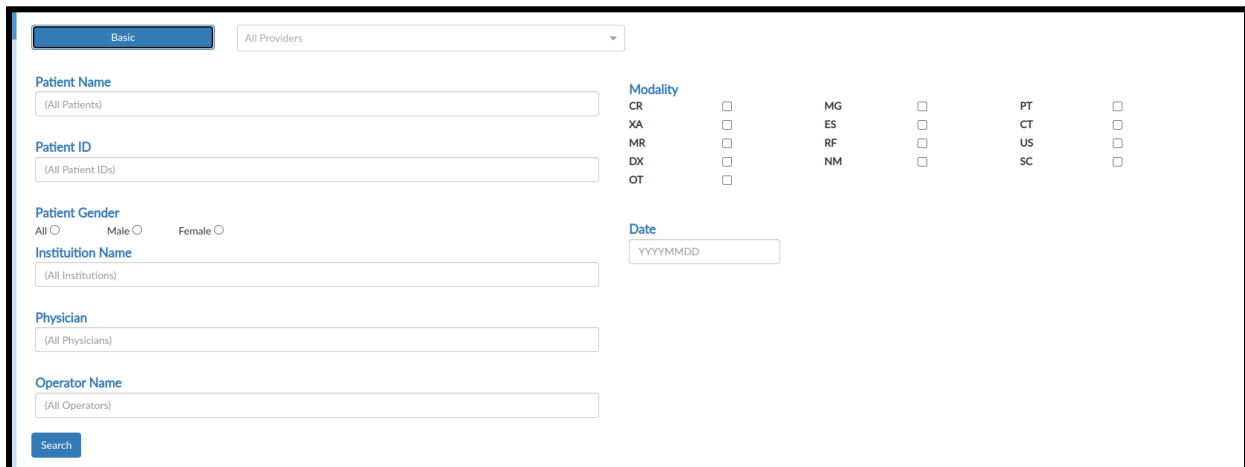 Basic
All Providers
Patient Name
(All Patients)
Patient ID
(All Patient IDs)
Patient Gender
All Male Female
Instituition Name
(All Institutions)
Physician
(All Physicians)
Operator Name
(All Operators)
Search
Modality
CR MG PT
XA ES CT
MR RF US
DX NM SC
OT
Date
YYYYMMDD